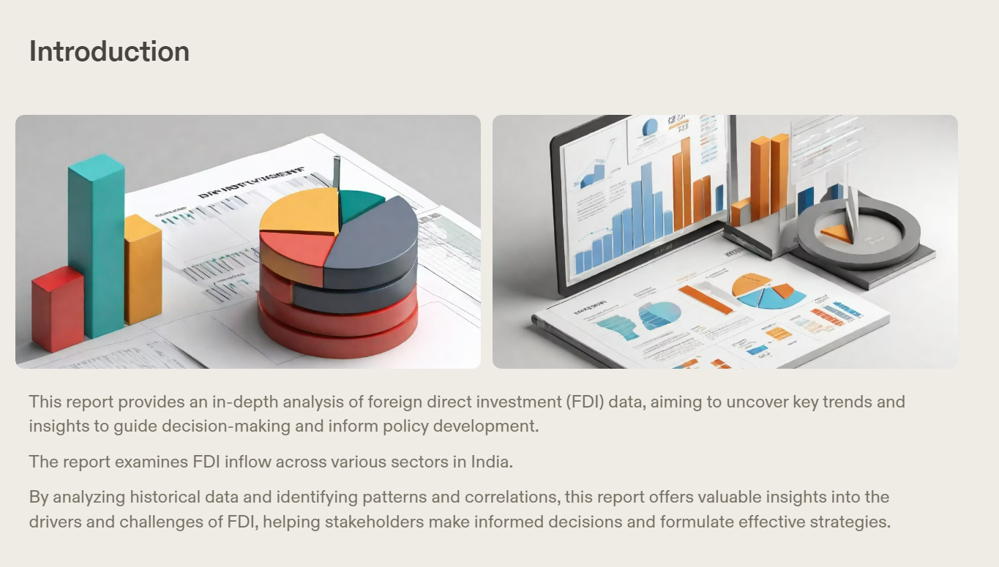 Introduction
This report provides an in-depth analysis of foreign direct investment (FDI) data, aiming to uncover key trends and
insights to guide decision-making and inform policy development.
The report examines FDI inflow across various sectors in India.
By analyzing historical data and identifying patterns and correlations, this report offers valuable insights into the
drivers and challenges of FDI, helping stakeholders make informed decisions and formulate effective strategies.